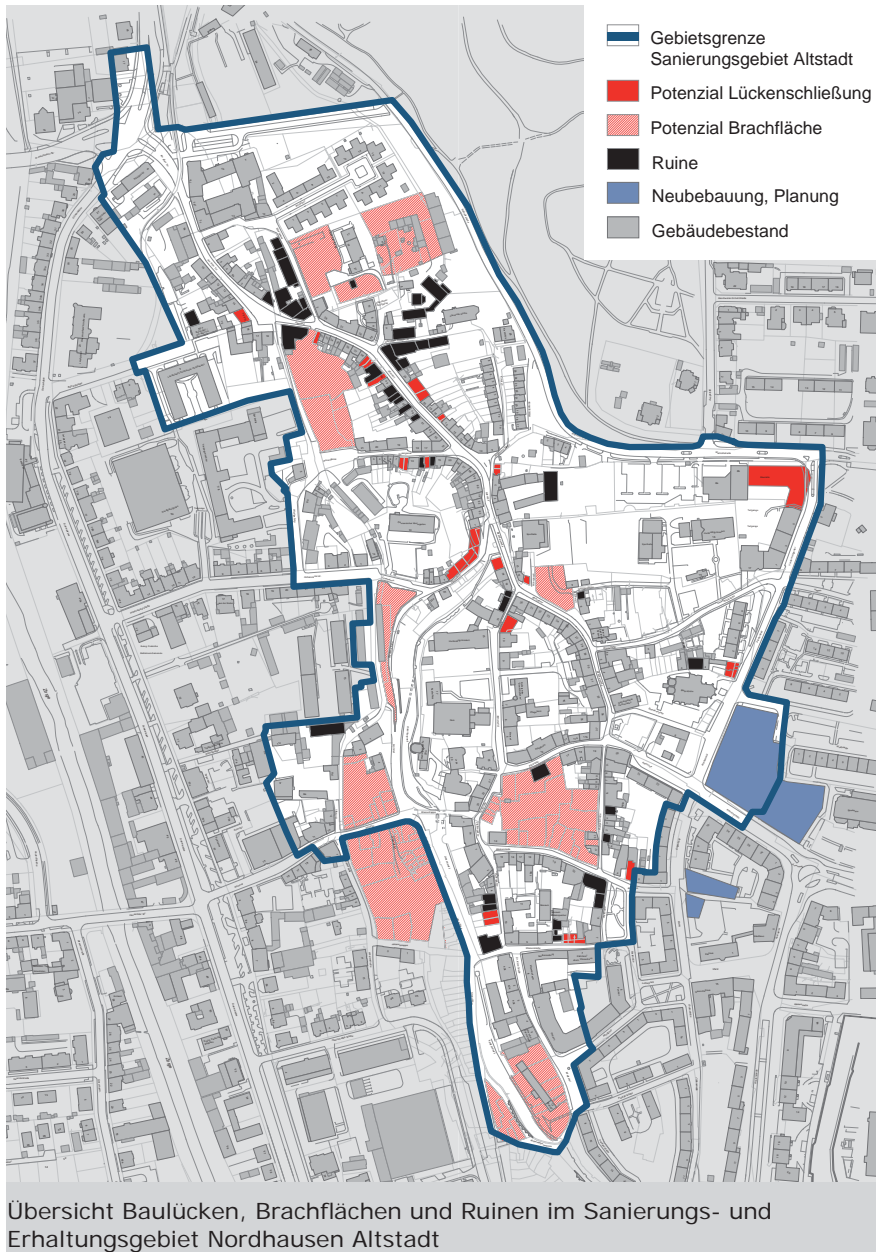 Gebietsgrenze
Sanierungsgebiet Altstadt
Potenzial Lückenschließung
Potenzial Brachfläche
Ruine
Neubebauung, Planung
Gebäudebestand
Übersicht Baulücken, Brachflächen und Ruinen im Sanierungs- und
Erhaltungsgebiet Nordhausen Altstadt